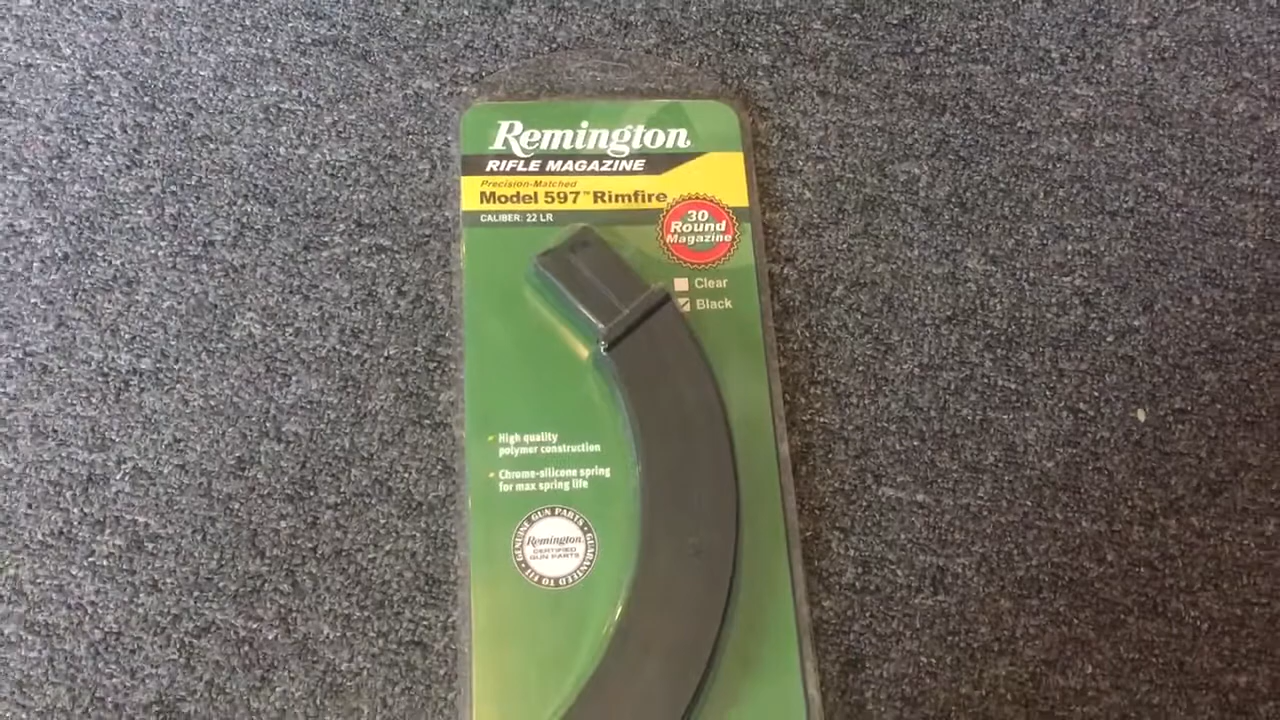 Remington
RIFLE MAGAZINE
Precision-Matched
Model 597™ Rimfire
CALIBER: 22 LR
30
Round
Magazine
Clear
Black
High quality
polymer construction
Chrome-silicone spring
for max spring life
GENUINE GUN PARTS • GUARANTEED TO FIT •
Remington
CERTIFIED
GUN PARTS